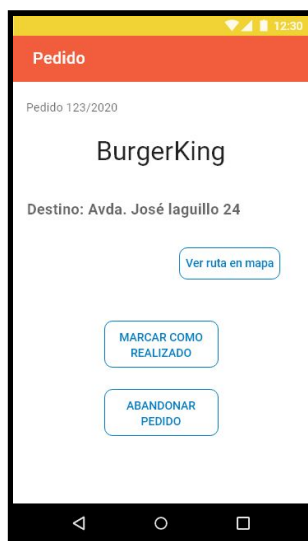 12:30
Pedido
Pedido 123/2020
BurgerKing
Destino: Avda. José laguillo 24
Ver ruta en mapa
MARCAR COMO
REALIZADO
ABANDONAR
PEDIDO